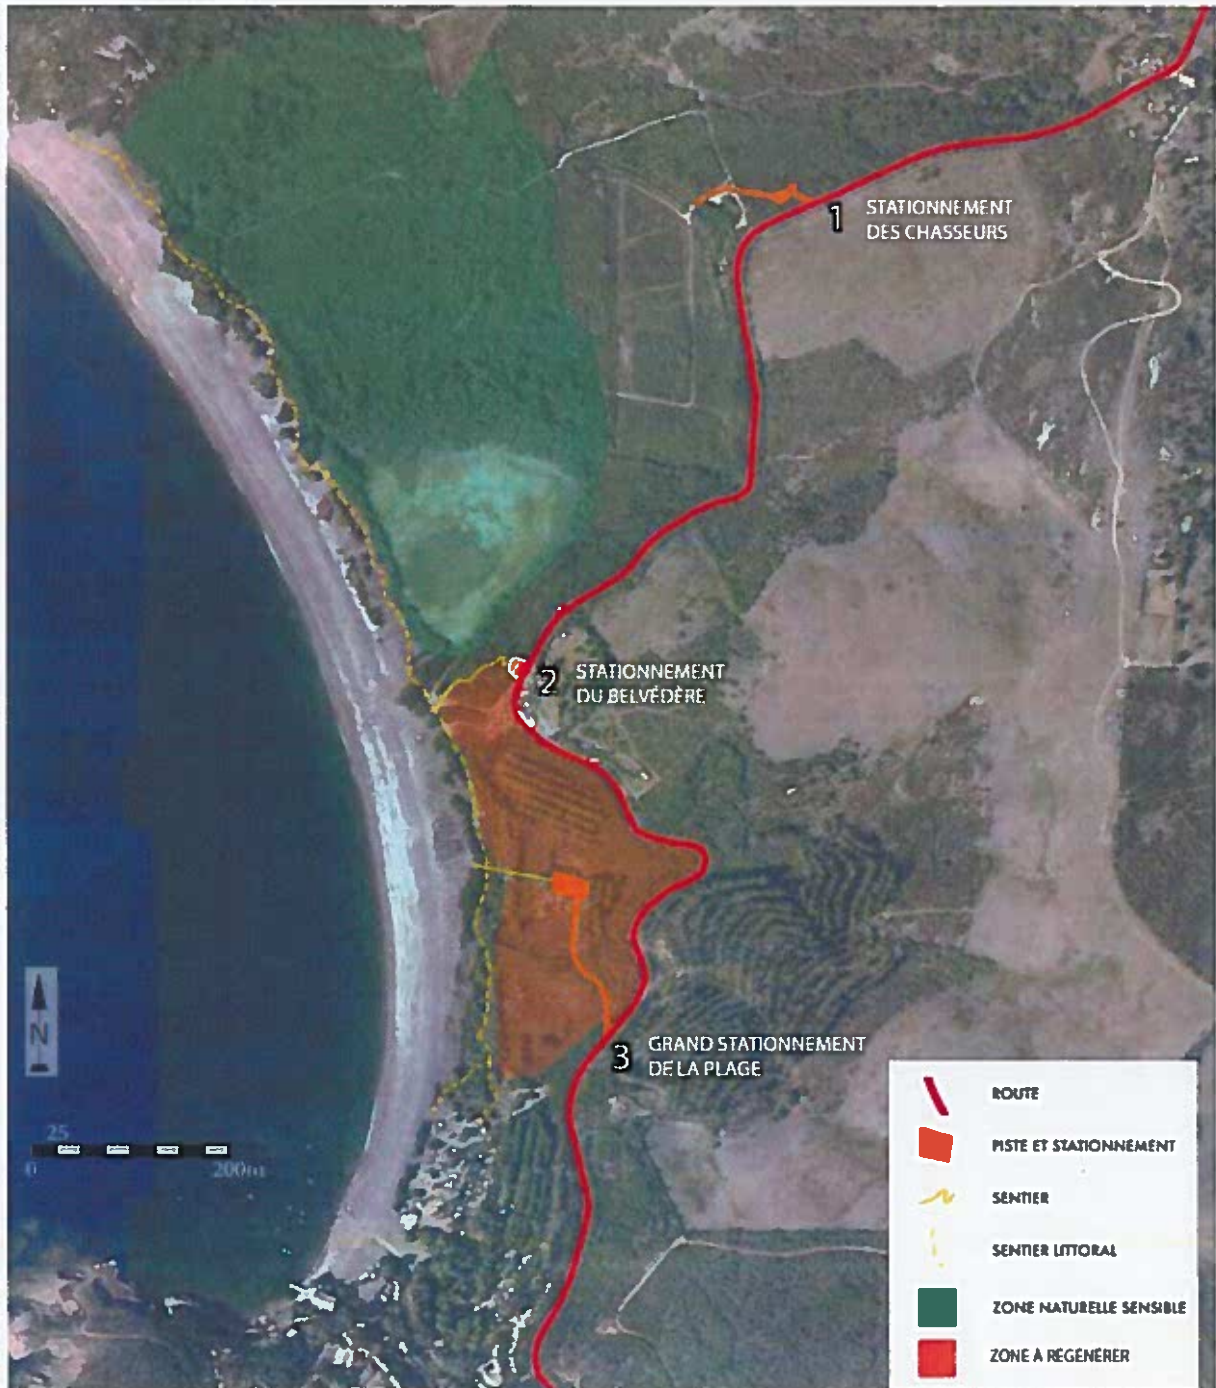 1
STATIONNEMENT
DES CHASSEURS
2
STATIONNEMENT
DU BELVÉDÈRE
3
GRAND STATIONNEMENT
DE LA PLAGE
N
25
0
200m
ROUTE
PISTE ET STATIONNEMENT
SENTIER
SENTIER LITTORAL
ZONE NATURELLE SENSIBLE
ZONE À RÉGÉNÉRER